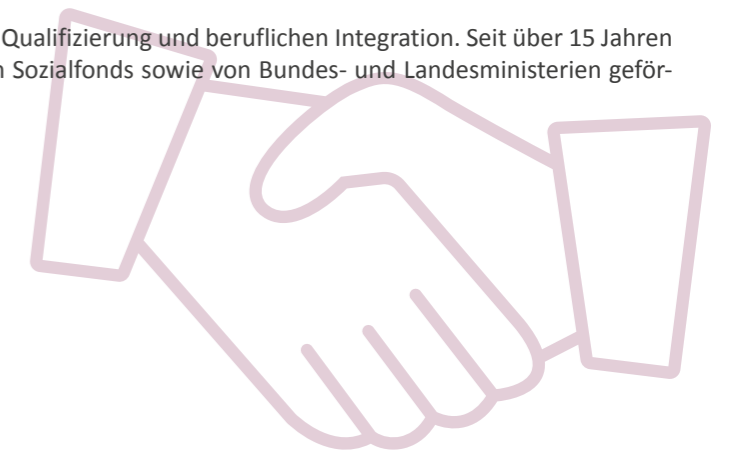 Qualifizierung und beruflichen Integration. Seit über 15 Jahren
Sozialfonds sowie von Bundes- und Landesministerien geför-